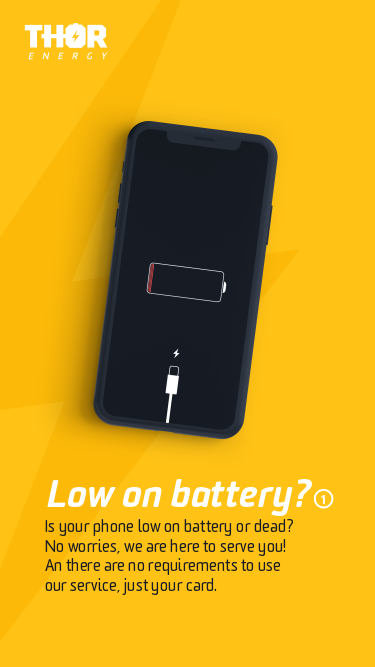 THOR
ENERGY
Low on battery? 1
Is your phone low on battery or dead?
No worries, we are here to serve you!
An there are no requirements to use
our service, just your card.